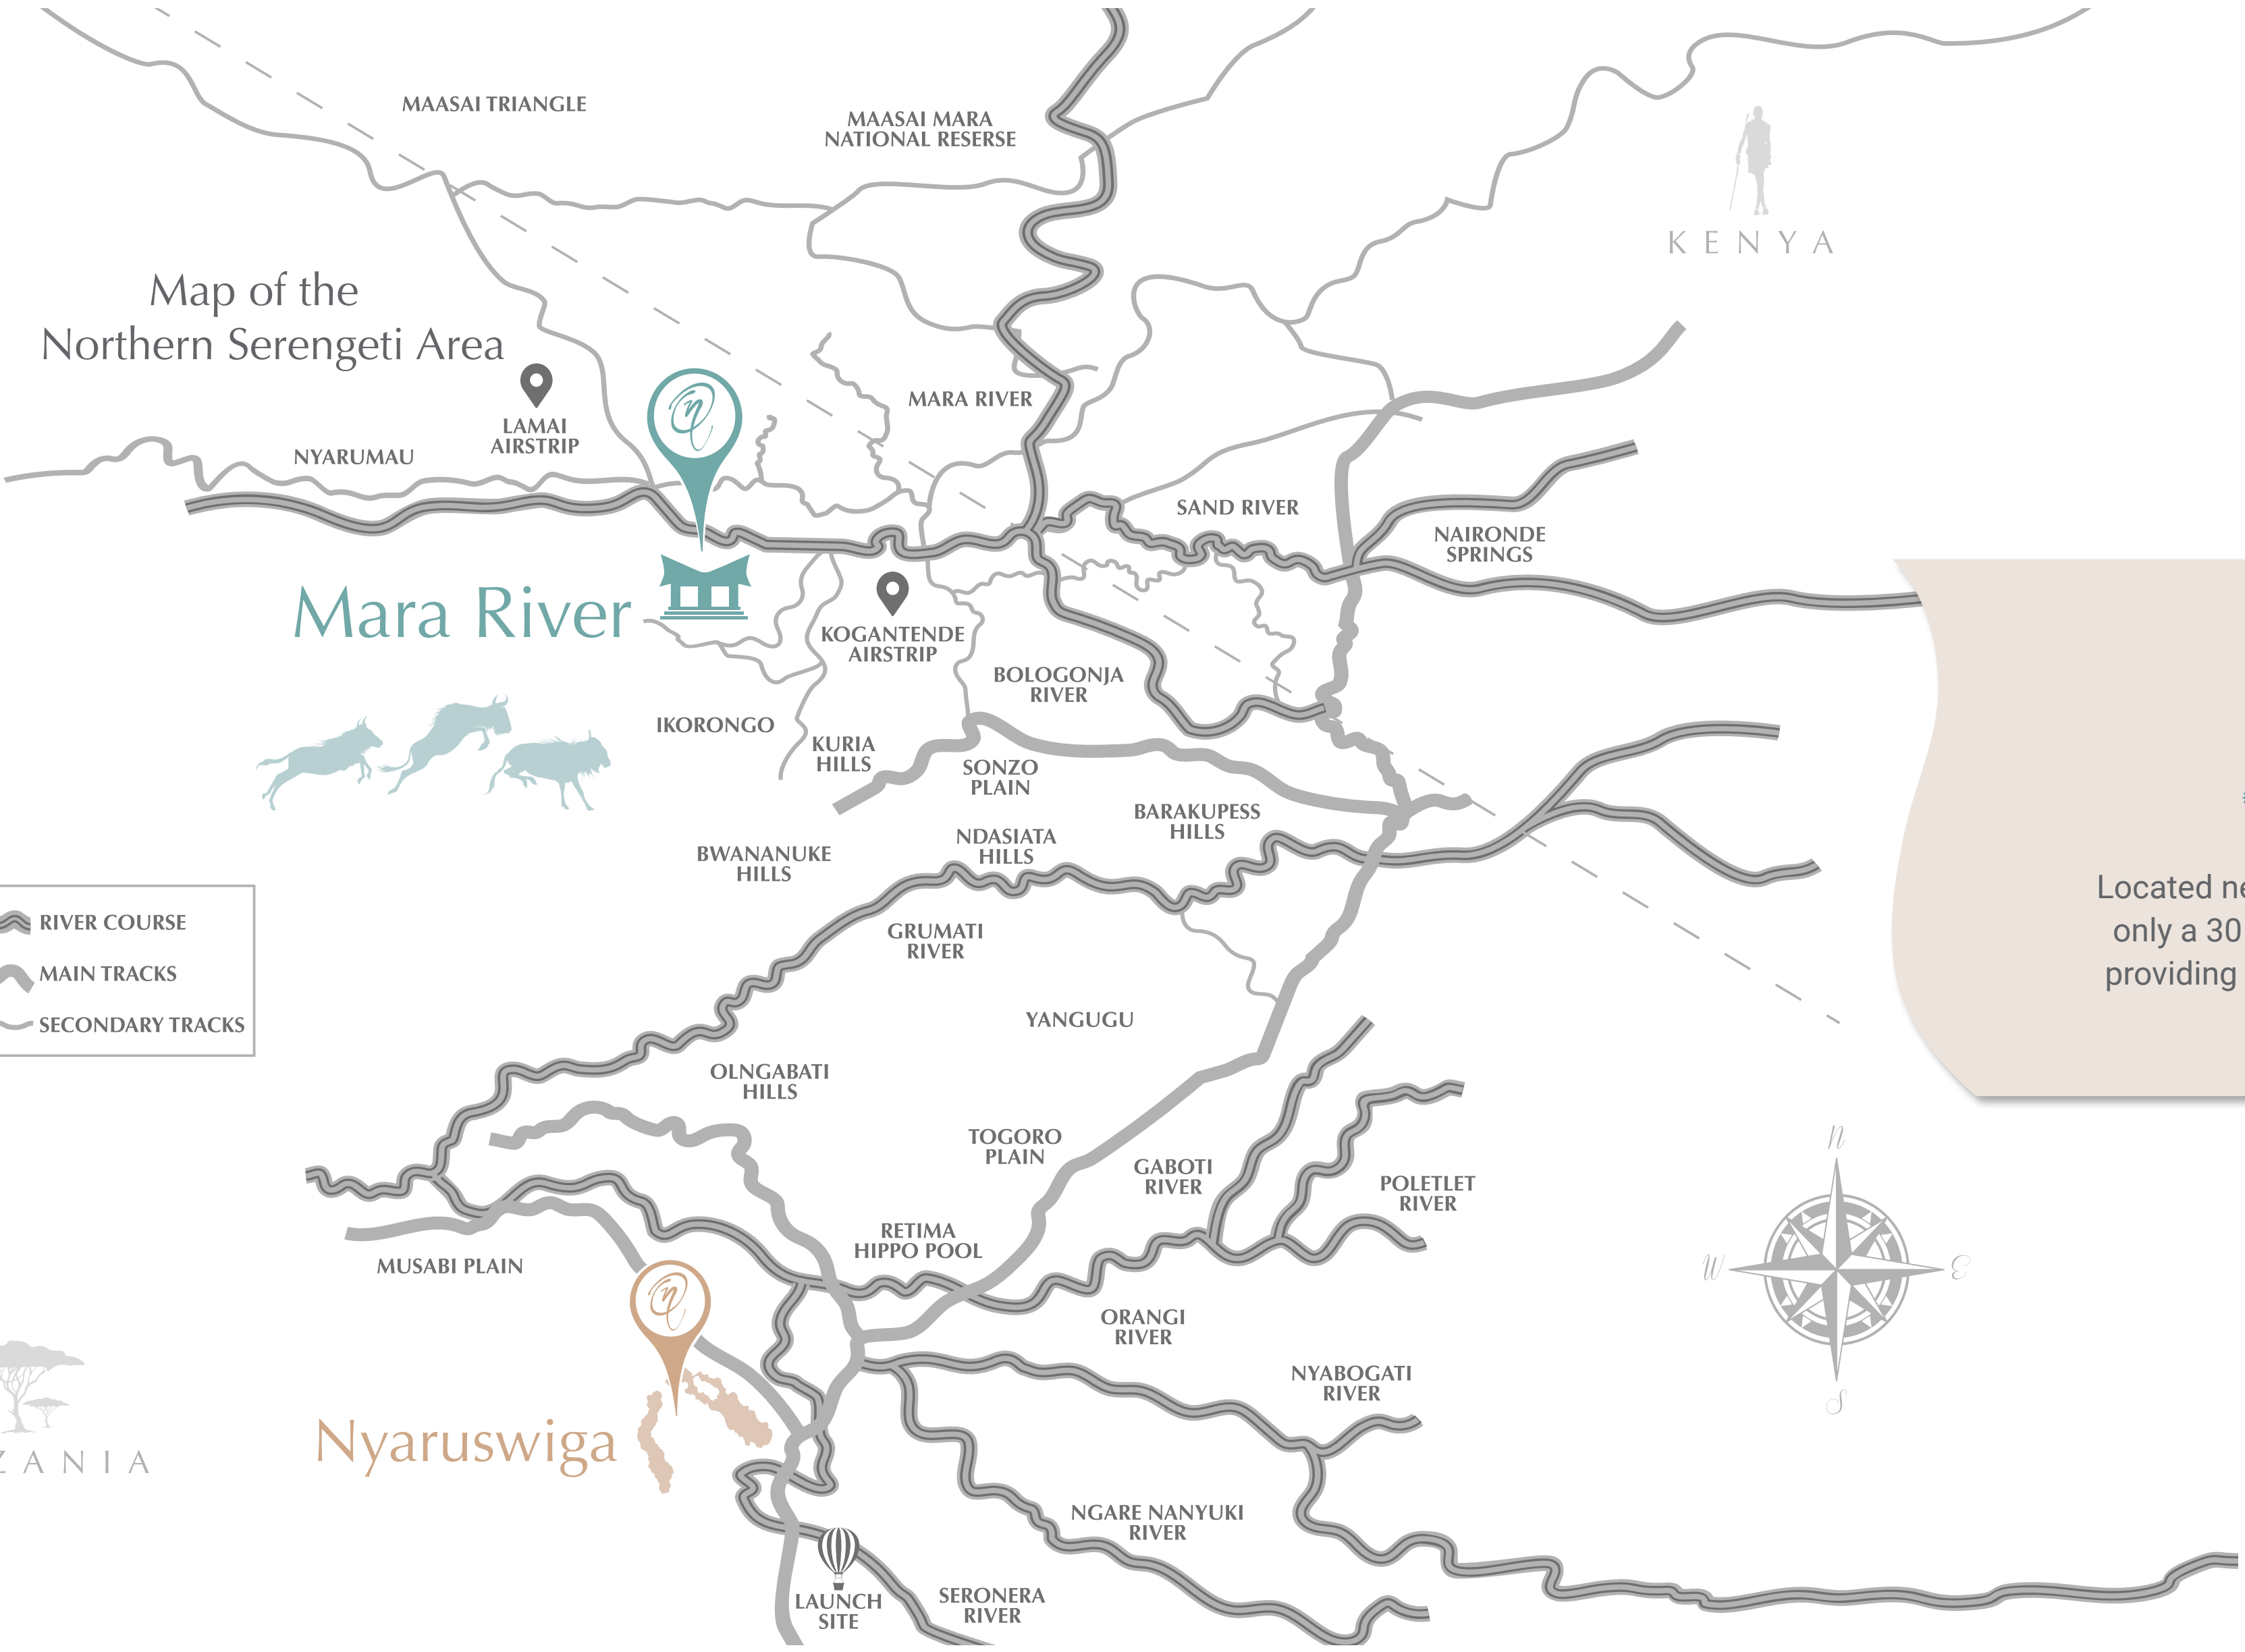 MAASAI TRIANGLE
MAASAI MARA
NATIONAL RESERSE
KENYA
Map of the
Northern Serengeti Area
LAMAI
AIRSTRIP
MARA RIVER
NYARUMAU
SAND RIVER
NAIRONDE
SPRINGS
Mara River
KOGANTENDE
AIRSTRIP
BOLOGONJA
RIVER
IKORONGO
KURIA
HILLS
SONZO
PLAIN
BARAKUPESS
HILLS
NDASIATA
HILLS
BWANANUKE
HILLS
Located ne
only a 30
providing
RIVER COURSE
MAIN TRACKS
SECONDARY TRACKS
GRUMATI
RIVER
YANGUGU
OLNGABATI
HILLS
TOGORO
PLAIN
GABOTI
RIVER
POLETLET
RIVER
N
W
E
S
RETIMA
HIPPO POOL
MUSABI PLAIN
ORANGI
RIVER
NYABOGATI
RIVER
Nyaruswiga
ZANIA
NGARE NANYUKI
RIVER
LAUNCH
SITE
SERONERA
RIVER